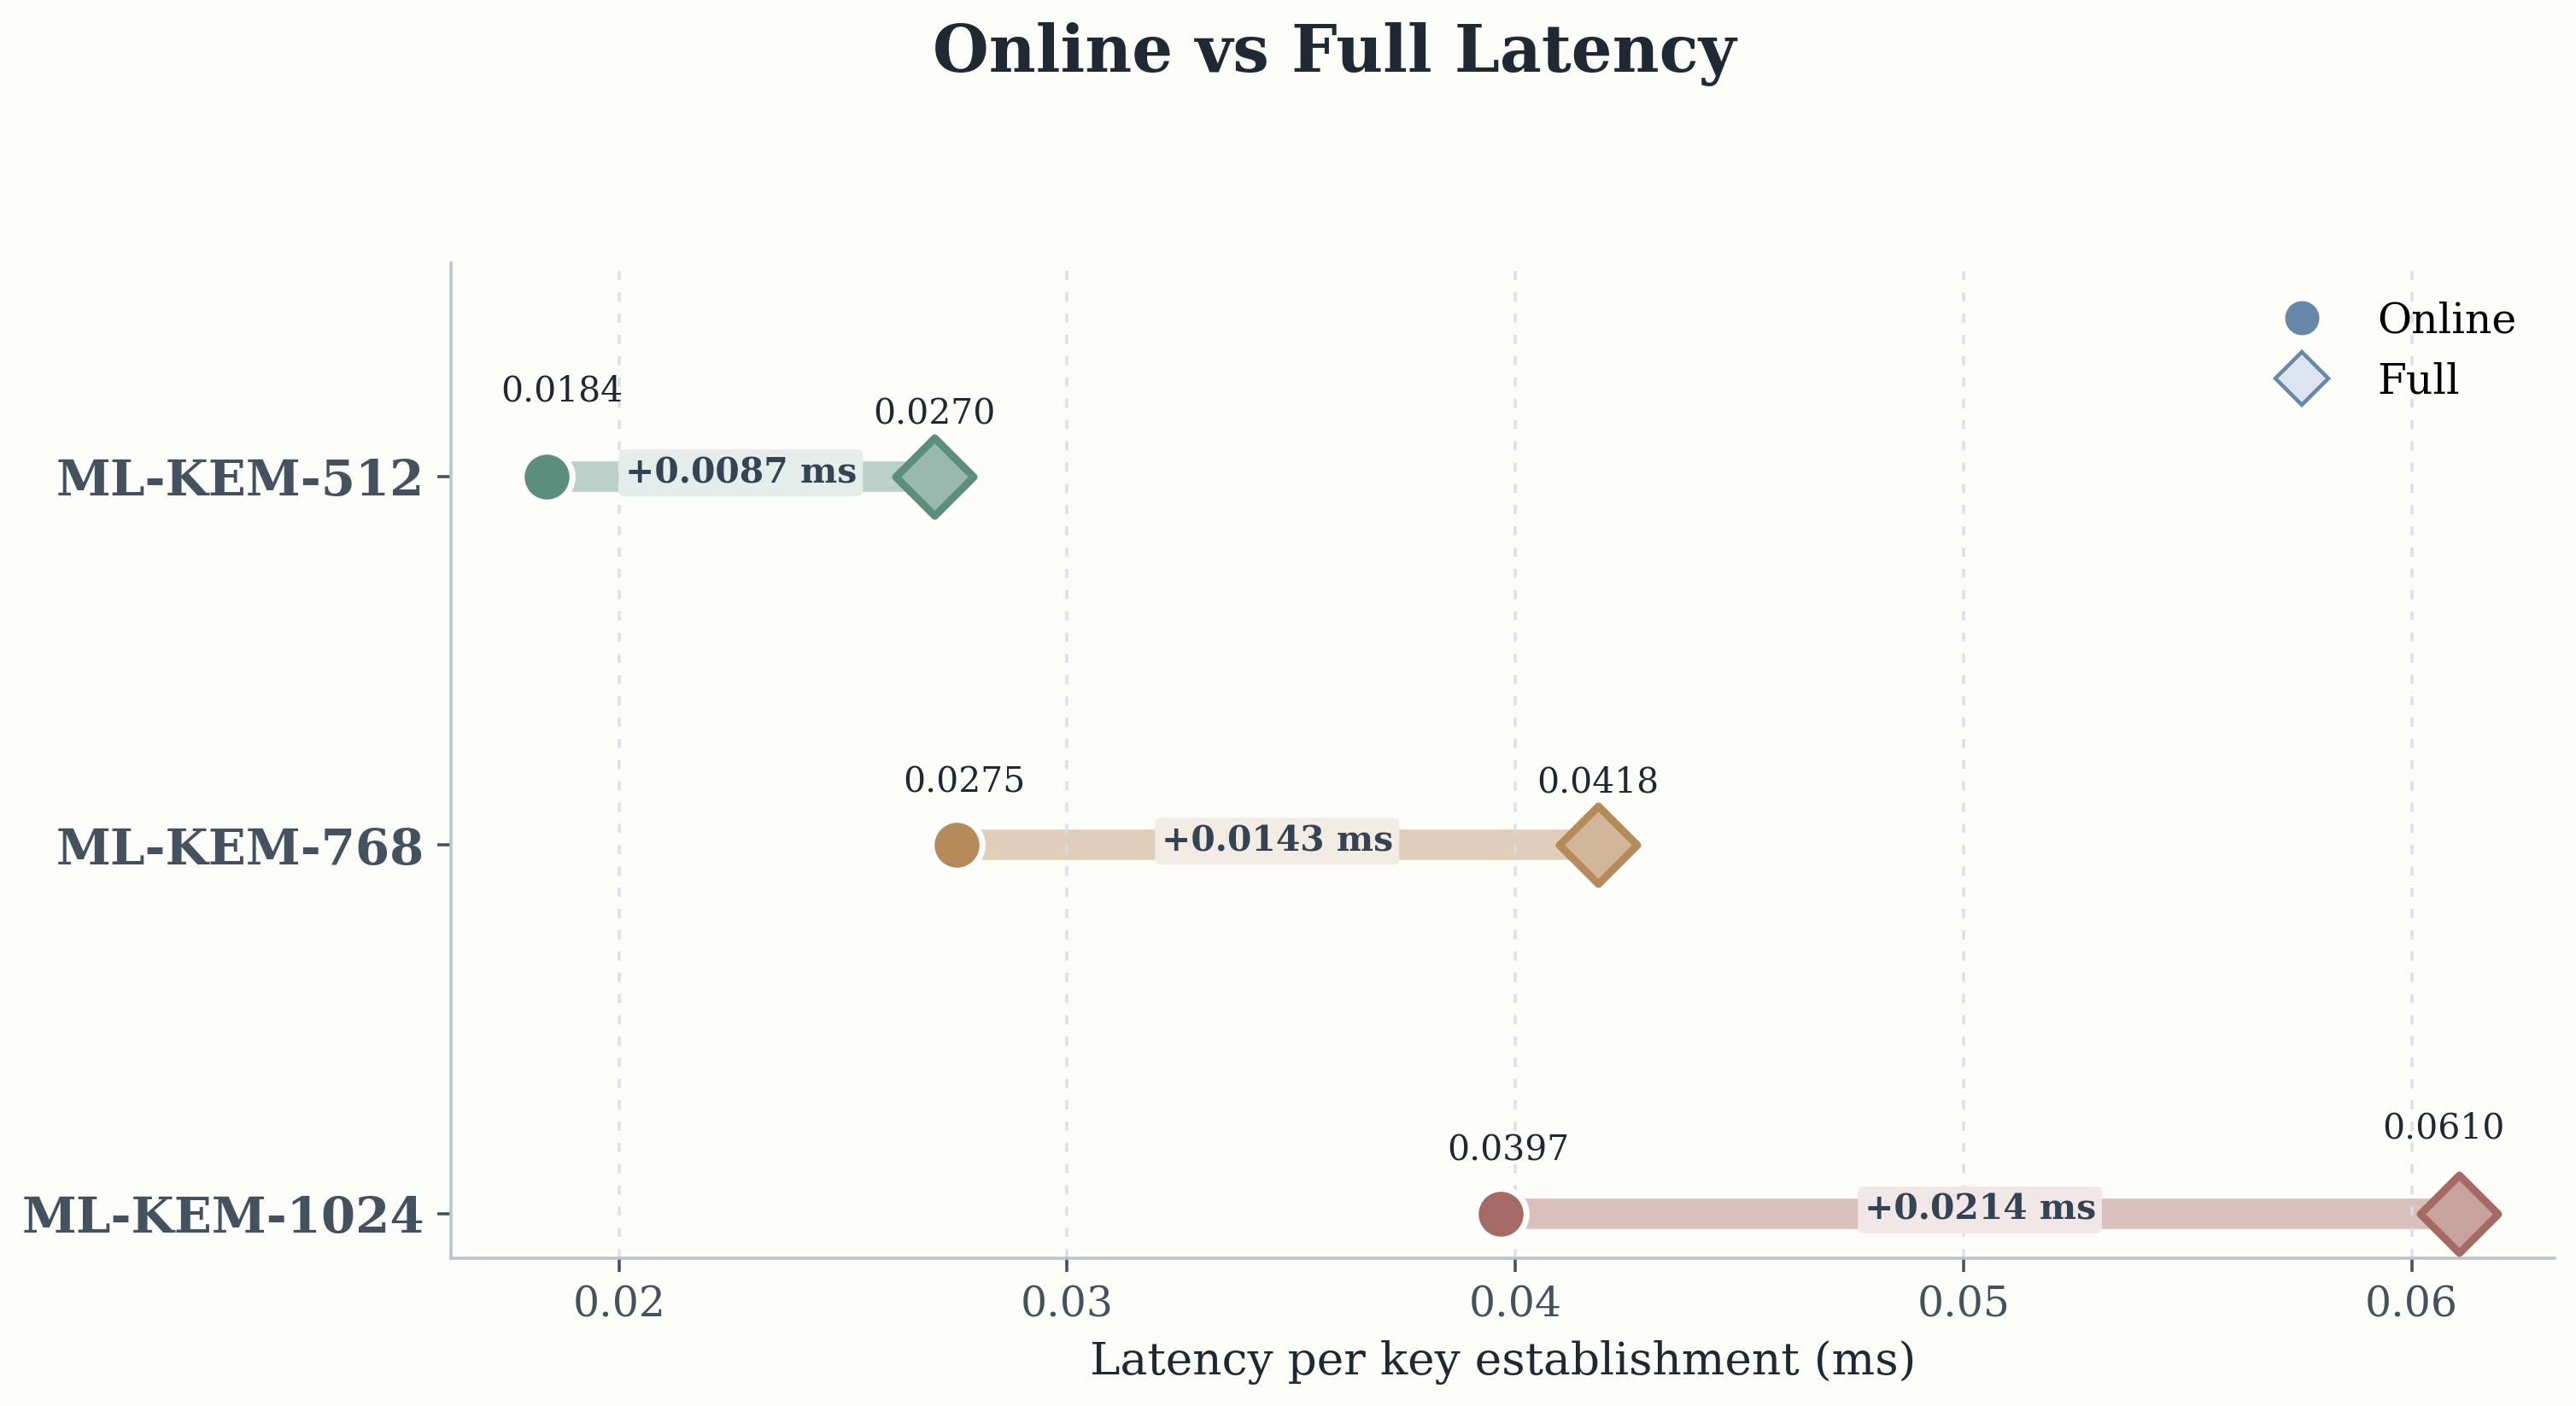 Online vs Full Latency
Online
Full
0.0184
0.0270
ML-KEM-512
+0.0087 ms
0.0275
0.0418
ML-KEM-768
+0.0143 ms
0.0397
0.0610
ML-KEM-1024
+0.0214 ms
0.02
0.03
0.04
0.05
0.06
Latency per key establishment (ms)